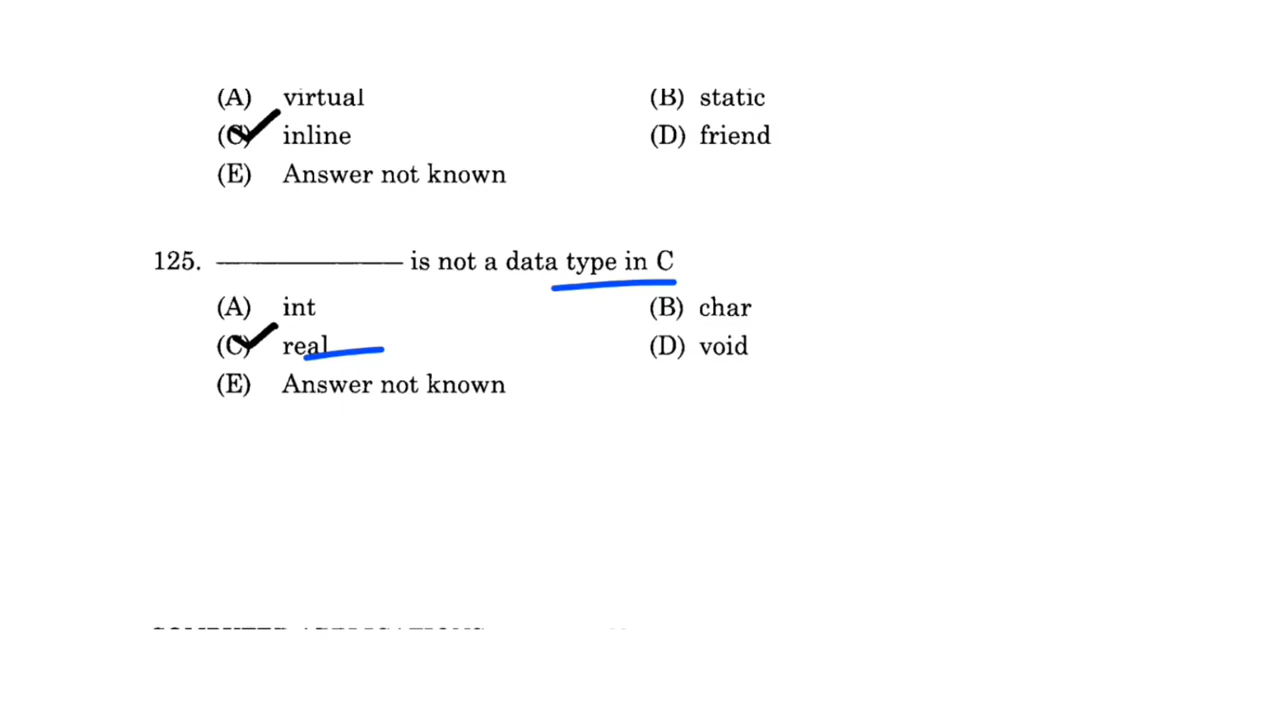 (A) virtual (B) static
(C) inline (D) friend
(E) Answer not known
125. ———————— is not a data type in C
(A) int (B) char
(C) real (D) void
(E) Answer not known